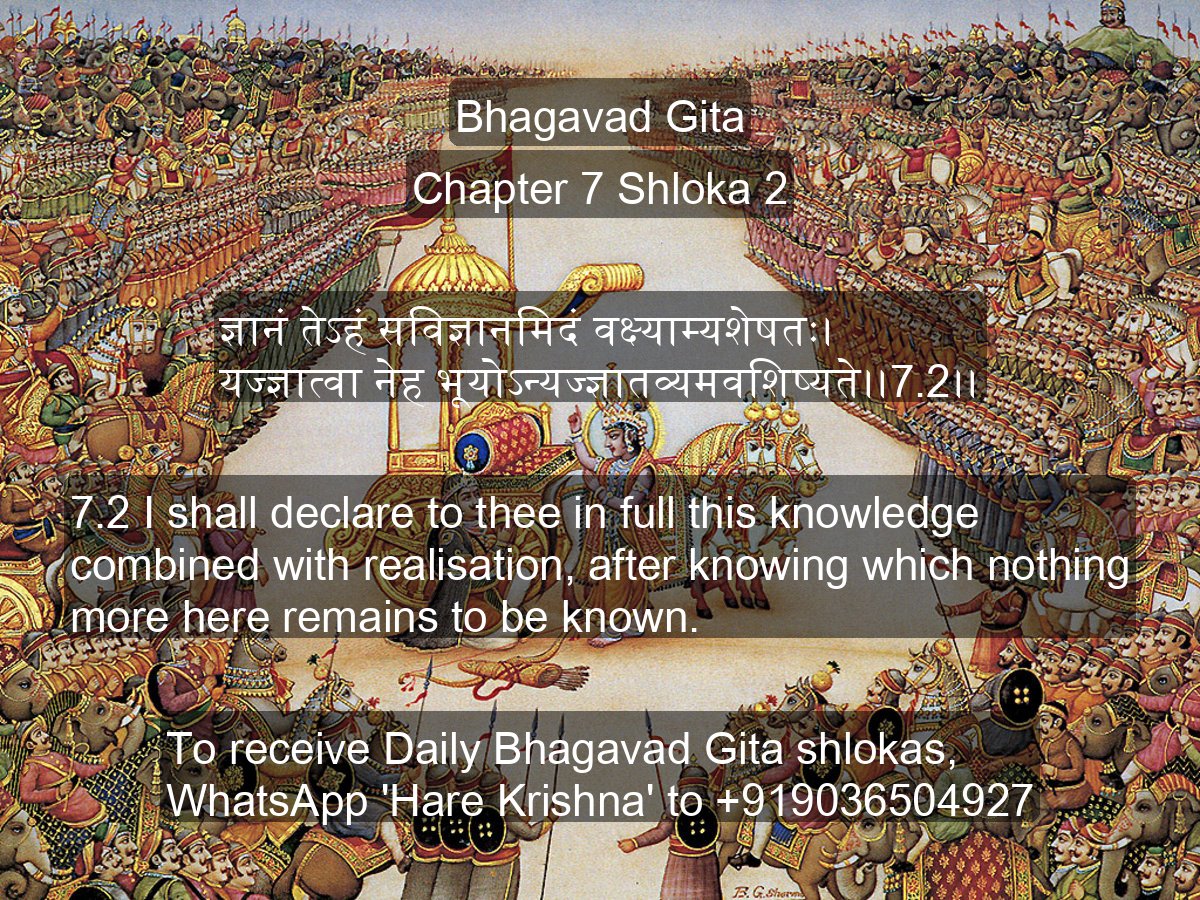 Bhagavad Gita
Chapter 7 Shloka 2
ज्ञानं तेऽहं सविज्ञानमिदं वक्ष्याम्यशेषतः।
यज्ज्ञात्वा नेह भूयोऽन्यज्ज्ञातव्यमवशिष्यते।।7.2।।
7.2 I shall declare to thee in full this knowledge
combined with realisation, after knowing which nothing
more here remains to be known.
To receive Daily Bhagavad Gita shlokas,
WhatsApp 'Hare Krishna' to +919036504927
B.G. Sharma